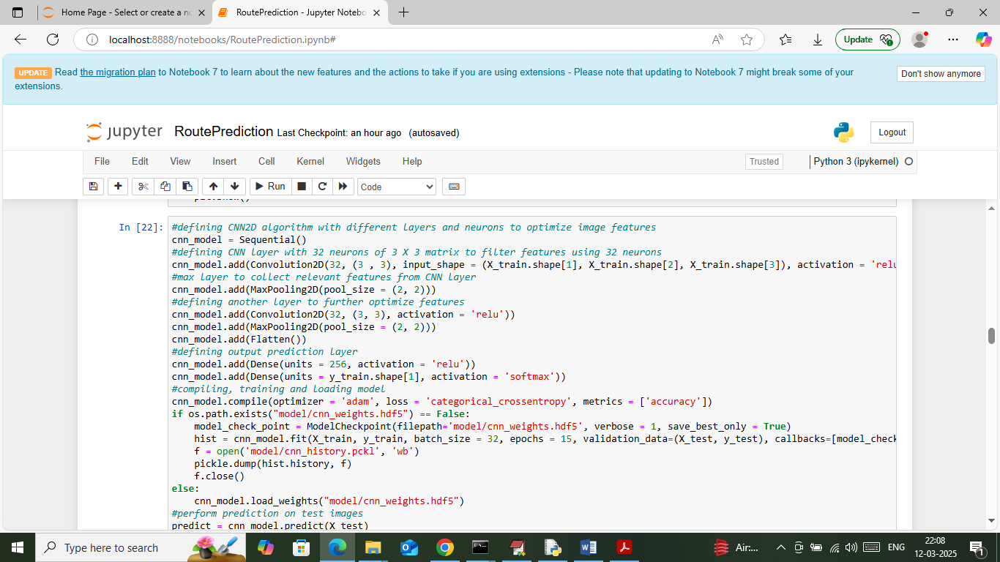 Home Page - Select or create a no
RoutePrediction - Jupyter Notebo
localhost:8888/notebooks/RoutePrediction.ipynb#
Update
UPDATE Read the migration plan to Notebook 7 to learn about the new features and the actions to take if you are using extensions - Please note that updating to Notebook 7 might break some of your
extensions.
Don't show anymore
jupyter RoutePrediction Last Checkpoint: an hour ago (autosaved)
Logout
File Edit View Insert Cell Kernel Widgets Help
Trusted
Python 3 (ipykernel)
Run
Code
In [22]:
#defining CNN2D algorithm with different layers and neurons to optimize image features
cnn_model = Sequential()
#defining CNN layer with 32 neurons of 3 X 3 matrix to filter features using 32 neurons
cnn_model.add(Convolution2D(32, (3 , 3), input_shape = (X_train.shape[1], X_train.shape[2], X_train.shape[3]), activation = 'relu
#max layer to collect relevant features from CNN layer
cnn_model.add(MaxPooling2D(pool_size = (2, 2)))
#defining another layer to further optimize features
cnn_model.add(Convolution2D(32, (3, 3), activation = 'relu'))
cnn_model.add(MaxPooling2D(pool_size = (2, 2)))
cnn_model.add(Flatten())
#defining output prediction layer
cnn_model.add(Dense(units = 256, activation = 'relu'))
cnn_model.add(Dense(units = y_train.shape[1], activation = 'softmax'))
#compiling, training and loading model
cnn_model.compile(optimizer = 'adam', loss = 'categorical_crossentropy', metrics = ['accuracy'])
if os.path.exists("model/cnn_weights.hdf5") == False:
    model_check_point = ModelCheckpoint(filepath='model/cnn_weights.hdf5', verbose = 1, save_best_only = True)
    hist = cnn_model.fit(X_train, y_train, batch_size = 32, epochs = 15, validation_data=(X_test, y_test), callbacks=[model_check
    f = open('model/cnn_history.pckl', 'wb')
    pickle.dump(hist.history, f)
    f.close()
else:
    cnn_model.load_weights("model/cnn_weights.hdf5")
#perform prediction on test images
predict = cnn_model.predict(X_test)
Type here to search
Air:...
ENG
22:08
12-03-2025
1